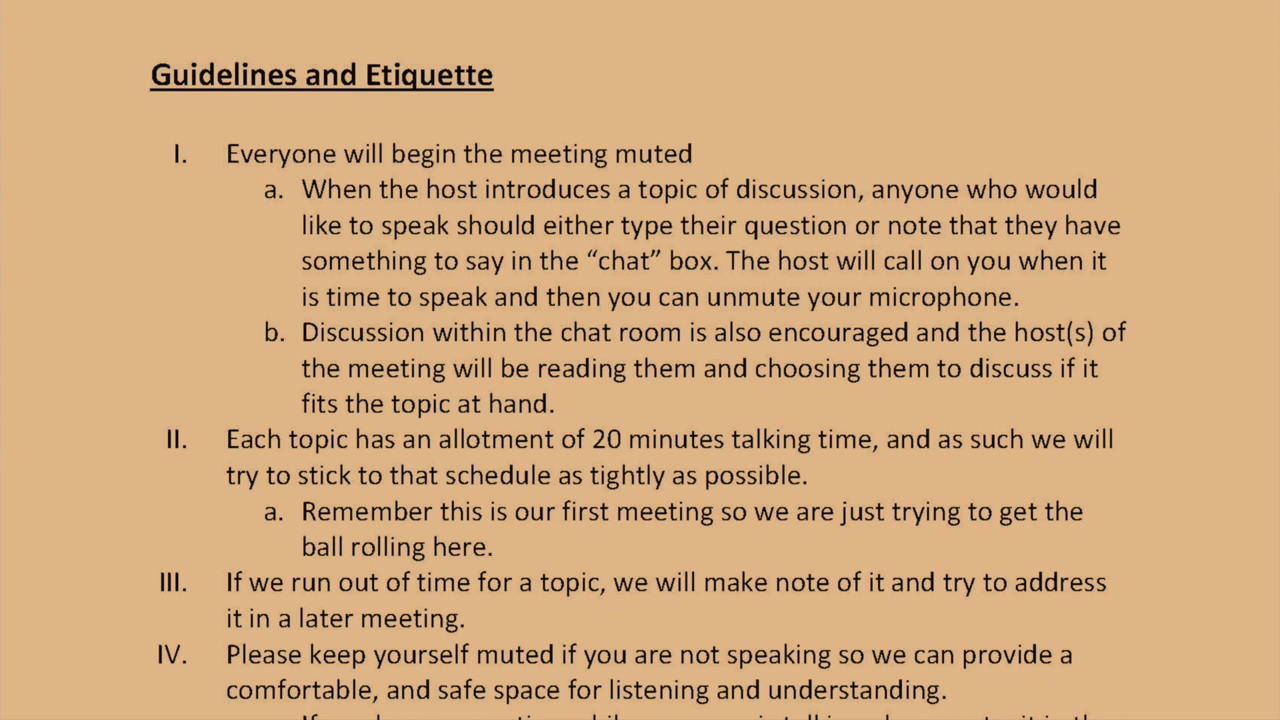 Guidelines and Etiquette
I. Everyone will begin the meeting muted
a. When the host introduces a topic of discussion, anyone who would
like to speak should either type their question or note that they have
something to say in the “chat” box. The host will call on you when it
is time to speak and then you can unmute your microphone.
b. Discussion within the chat room is also encouraged and the host(s) of
the meeting will be reading them and choosing them to discuss if it
fits the topic at hand.
II. Each topic has an allotment of 20 minutes talking time, and as such we will
try to stick to that schedule as tightly as possible.
a. Remember this is our first meeting so we are just trying to get the
ball rolling here.
III. If we run out of time for a topic, we will make note of it and try to address
it in a later meeting.
IV. Please keep yourself muted if you are not speaking so we can provide a
comfortable, and safe space for listening and understanding.